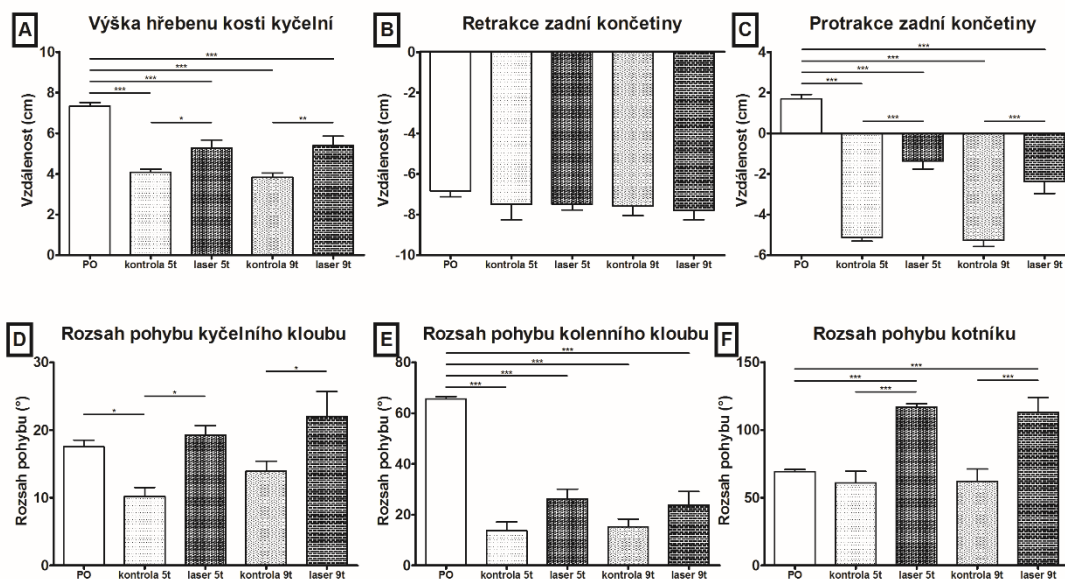 A
Výška hřebenu kosti kyčelní
Vzdálenost (cm)
10
8
6
4
2
0
***
***
***
***
*
**
PO
kontrola 5t
laser 5t
kontrola 9t
laser 9t
B
Retrakce zadní končetiny
Vzdálenost (cm)
0
-2
-4
-6
-8
-10
PO
kontrola 5t
laser 5t
kontrola 9t
laser 9t
C
Protrakce zadní končetiny
Vzdálenost (cm)
4
2
0
-2
-4
-6
***
***
***
***
***
***
PO
kontrola 5t
laser 5t
kontrola 9t
laser 9t
D
Rozsah pohybu kyčelního kloubu
Rozsah pohybu (°)
30
20
10
0
*
*
*
PO
kontrola 5t
laser 5t
kontrola 9t
laser 9t
E
Rozsah pohybu kolenního kloubu
Rozsah pohybu (°)
80
60
40
20
0
***
***
***
***
PO
kontrola 5t
laser 5t
kontrola 9t
laser 9t
F
Rozsah pohybu kotníku
Rozsah pohybu (°)
150
100
50
0
***
***
***
***
PO
kontrola 5t
laser 5t
kontrola 9t
laser 9t